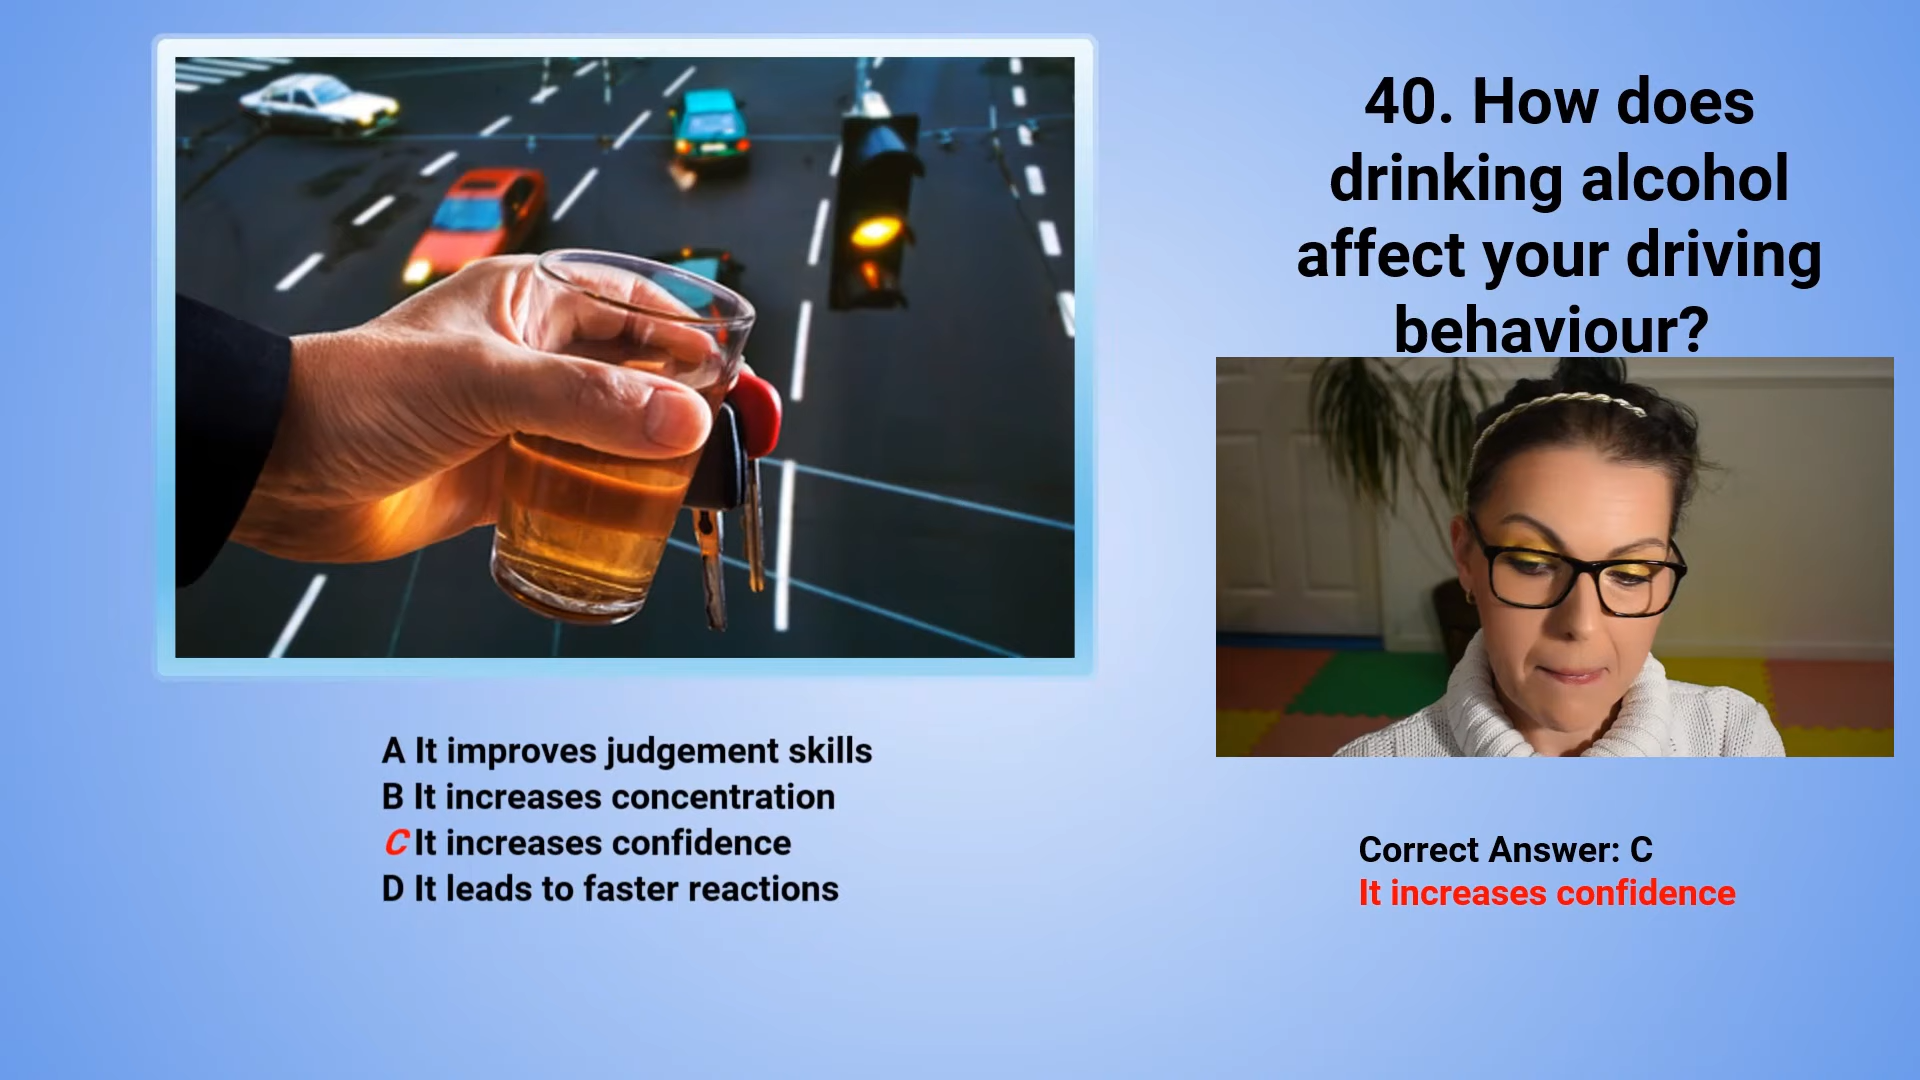 40. How does
drinking alcohol
affect your driving
behaviour?
A It improves judgement skills
B It increases concentration
C It increases confidence
D It leads to faster reactions
Correct Answer: C
It increases confidence